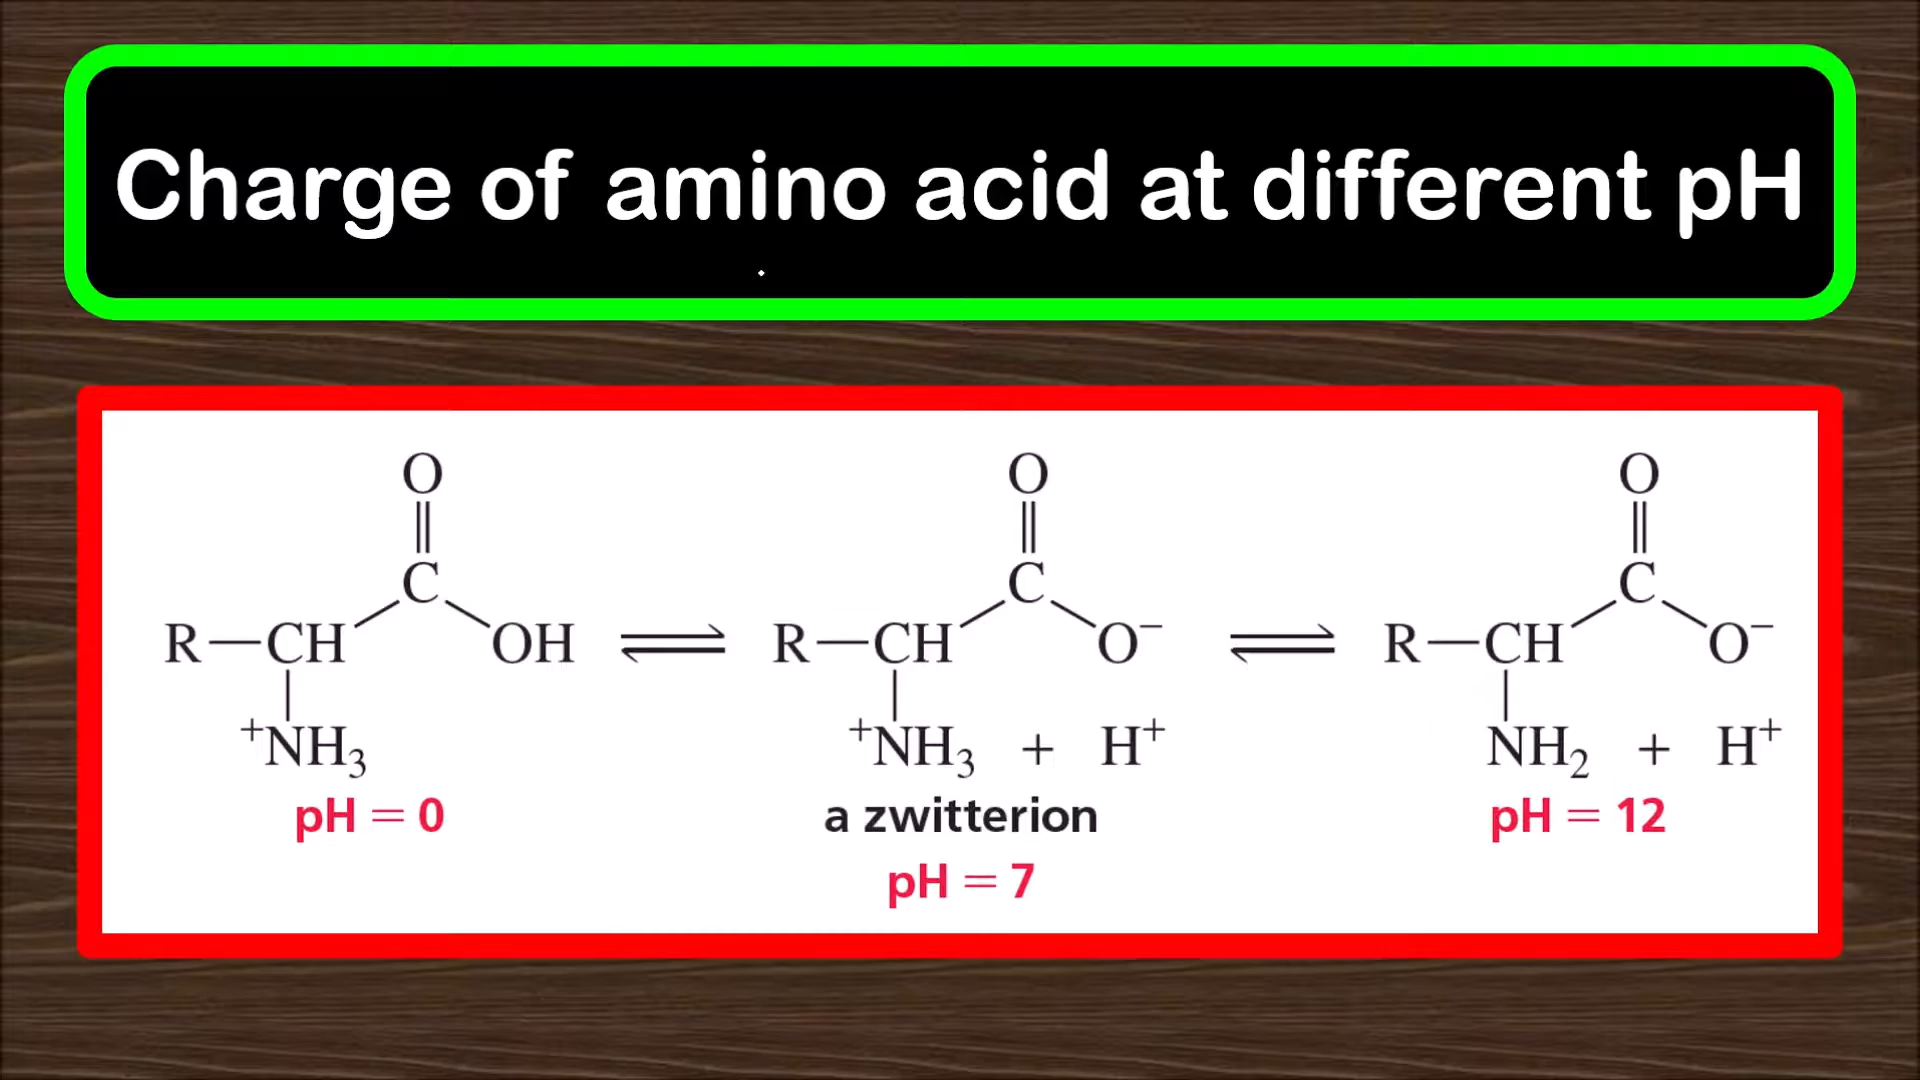 Charge of amino acid at different pH
O O O
C C C
R—CH OH ⇌ R—CH O⁻ ⇌ R—CH O⁻
⁺NH₃ ⁺NH₃ + H⁺ NH₂ + H⁺
pH = 0 a zwitterion pH = 12
pH = 7